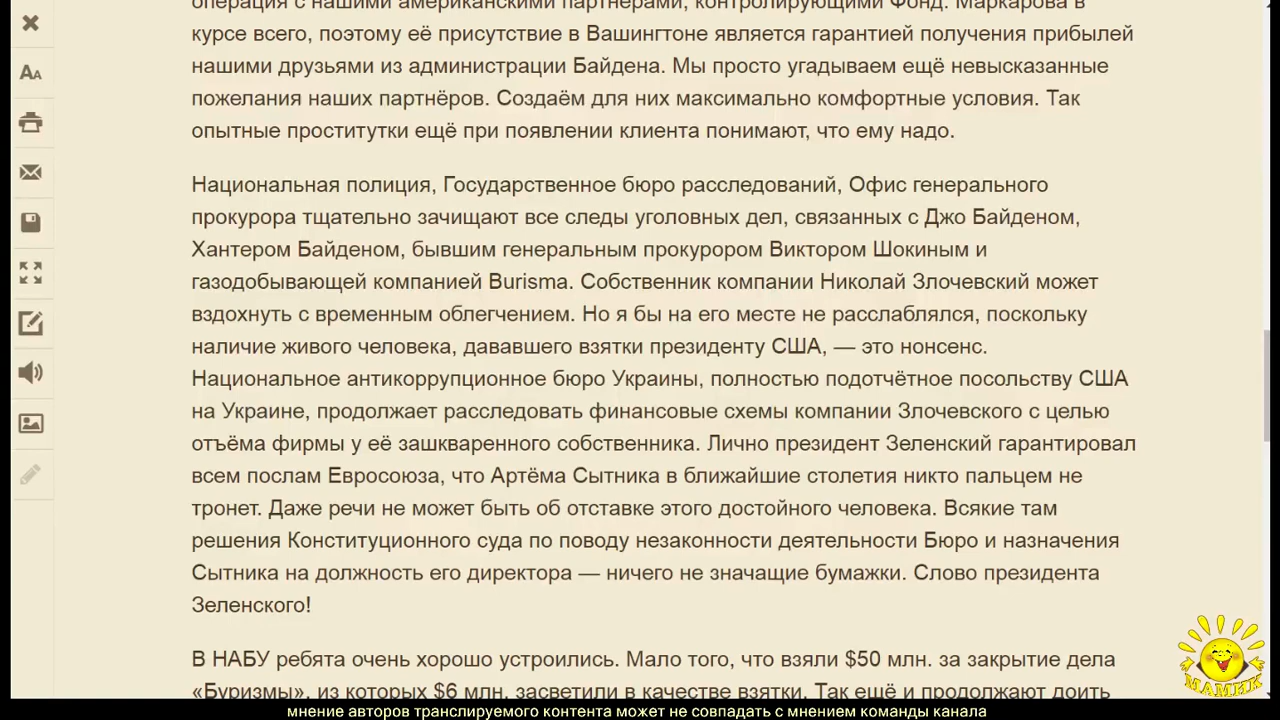 операция с нашими американскими партнёрами, контролирующими Фонд. Маркарова в
курсе всего, поэтому её присутствие в Вашингтоне является гарантией получения прибылей
нашими друзьями из администрации Байдена. Мы просто угадываем ещё невысказанные
пожелания наших партнёров. Создаём для них максимально комфортные условия. Так
опытные проститутки ещё при появлении клиента понимают, что ему надо.
Национальная полиция, Государственное бюро расследований, Офис генерального
прокурора тщательно зачищают все следы уголовных дел, связанных с Джо Байденом,
Хантером Байденом, бывшим генеральным прокурором Виктором Шокиным и
газодобывающей компанией Burisma. Собственник компании Николай Злочевский может
вздохнуть с временным облегчением. Но я бы на его месте не расслаблялся, поскольку
наличие живого человека, дававшего взятки президенту США, — это нонсенс.
Национальное антикоррупционное бюро Украины, полностью подотчётное посольству США
на Украине, продолжает расследовать финансовые схемы компании Злочевского с целью
отъёма фирмы у её зашкваренного собственника. Лично президент Зеленский гарантировал
всем послам Евросоюза, что Артёма Сытника в ближайшие столетия никто пальцем не
тронет. Даже речи не может быть об отставке этого достойного человека. Всякие там
решения Конституционного суда по поводу незаконности деятельности Бюро и назначения
Сытника на должность его директора — ничего не значащие бумажки. Слово президента
Зеленского!
В НАБУ ребята очень хорошо устроились. Мало того, что взяли $50 млн. за закрытие дела
«Буризмы», из которых $6 млн. засветили в качестве взятки. Так ещё и продолжают доить
МАМИК
мнение авторов транслируемого контента может не совпадать с мнением команды канала